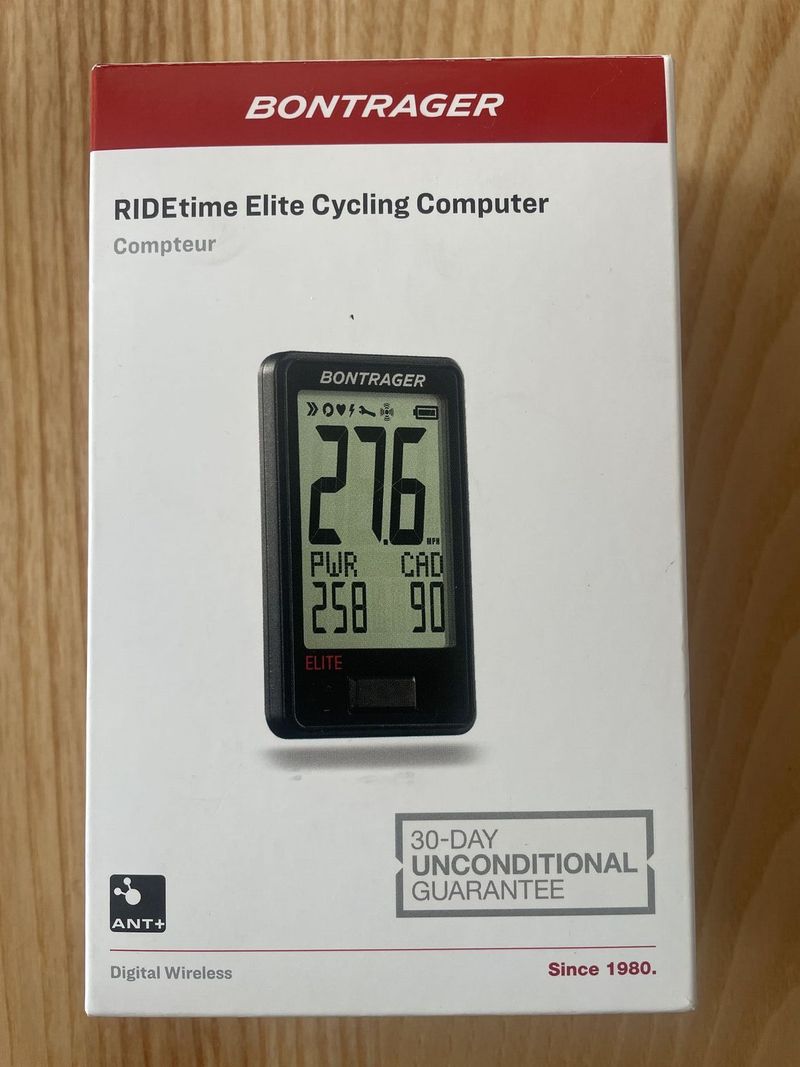 BONTRAGER
RIDEtime Elite Cycling Computer
Compteur
BONTRAGER
27.6 MPH
PWR CAD
258 90
ELITE
30-DAY
UNCONDITIONAL
GUARANTEE
ANT+
Digital Wireless
Since 1980.